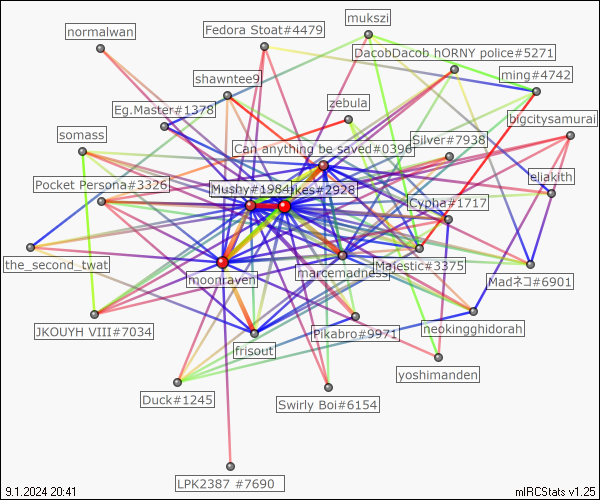 mukszi
normalwan
Fedora Stoat#4479
DacobDacob hORNY police#5271
ming#4742
shawntee9
zebula
Eg.Master#1378
bigcitysamurai
somass
Silver#7938
Can anything be saved#0396
eliakith
Pocket Persona#3326
Mushy#1984
ikes#2928
Cypha#1717
the_second_twat
moonraven
marcemadness
Majestic#3375
Madネコ#6901
JKOUYH VIII#7034
Pikabro#9971
neokingghidorah
frisout
yoshimanden
Duck#1245
Swirly Boi#6154
LPK2387 #7690
9.1.2024 20:41
mIRCStats v1.25